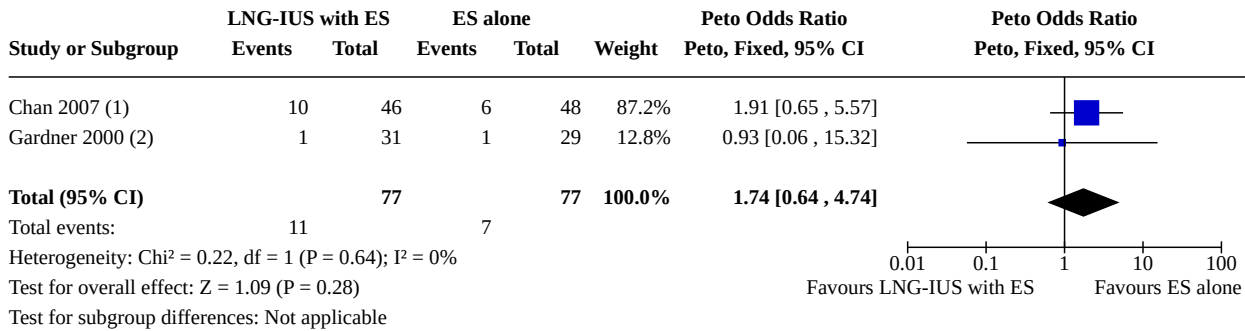 LNG-IUS with ES ES alone Peto Odds Ratio Peto Odds Ratio
Study or Subgroup Events Total Events Total Weight Peto, Fixed, 95% CI Peto, Fixed, 95% CI
Chan 2007 (1) 10 46 6 48 87.2% 1.91 [0.65 , 5.57]
Gardner 2000 (2) 1 31 1 29 12.8% 0.93 [0.06 , 15.32]
Total (95% CI) 77 77 100.0% 1.74 [0.64 , 4.74]
Total events: 11 7
Heterogeneity: Chi² = 0.22, df = 1 (P = 0.64); I² = 0%
0.01 0.1 1 10 100
Test for overall effect: Z = 1.09 (P = 0.28) Favours LNG-IUS with ES Favours ES alone
Test for subgroup differences: Not applicable